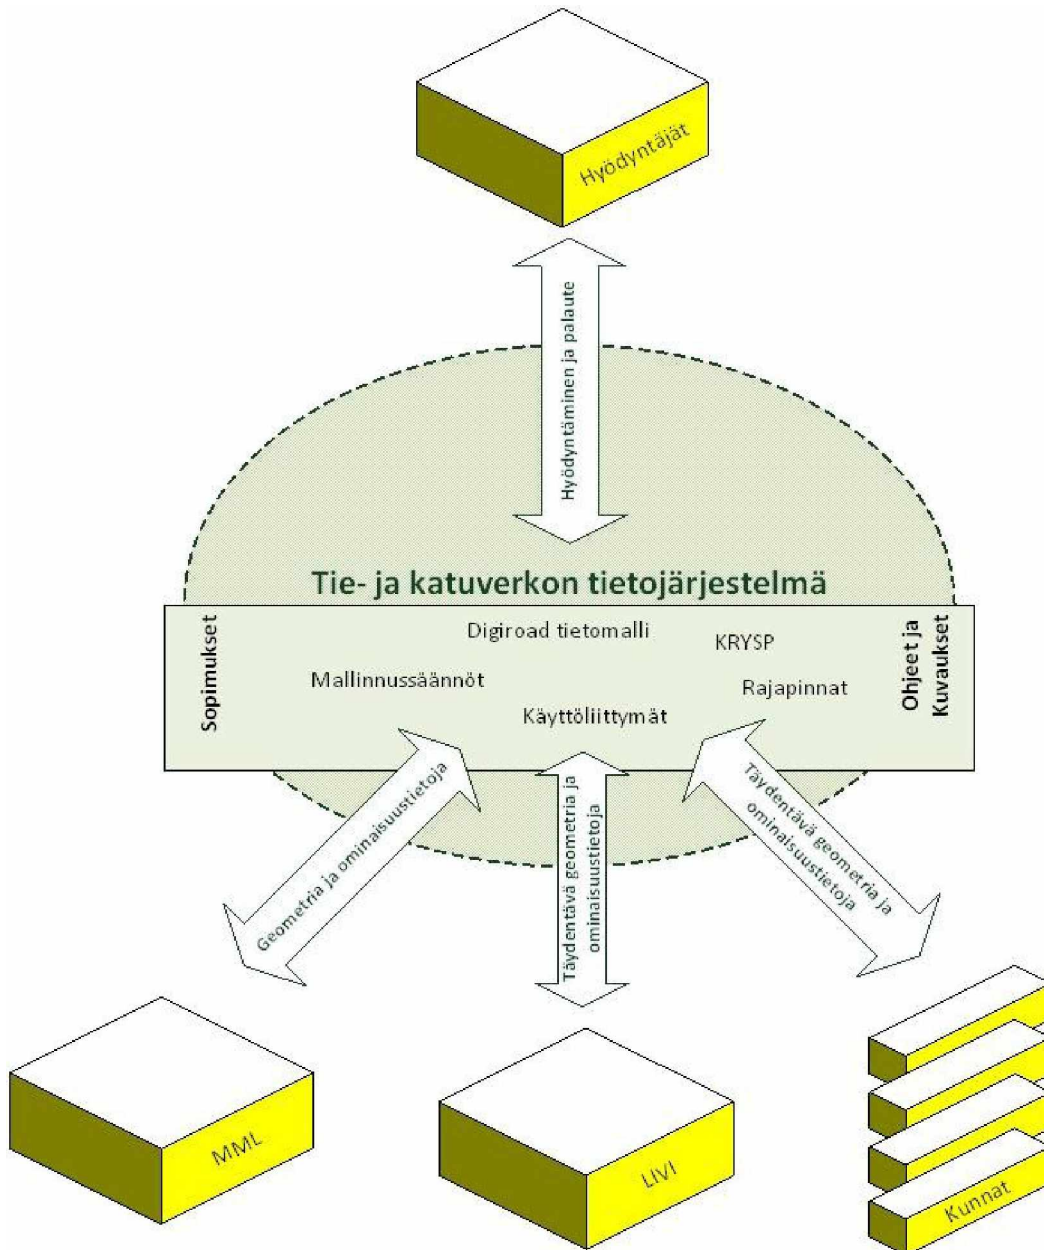 Hyödyntäjät
Hyödyntäminen ja palaute
Tie- ja katuverkon tietojärjestelmä
Sopimukset
Digiroad tietomalli
KRYSP
Mallinnussäännöt
Rajapinnat
Käyttöliittymät
Ohjeet ja
Kuvaukset
Geometria ja ominaisuustietoja
Täydentävä geometria ja
ominaisuustietoja
Täydentävä geometria ja
ominaisuustietoja
MML
LIVI
Kunnat